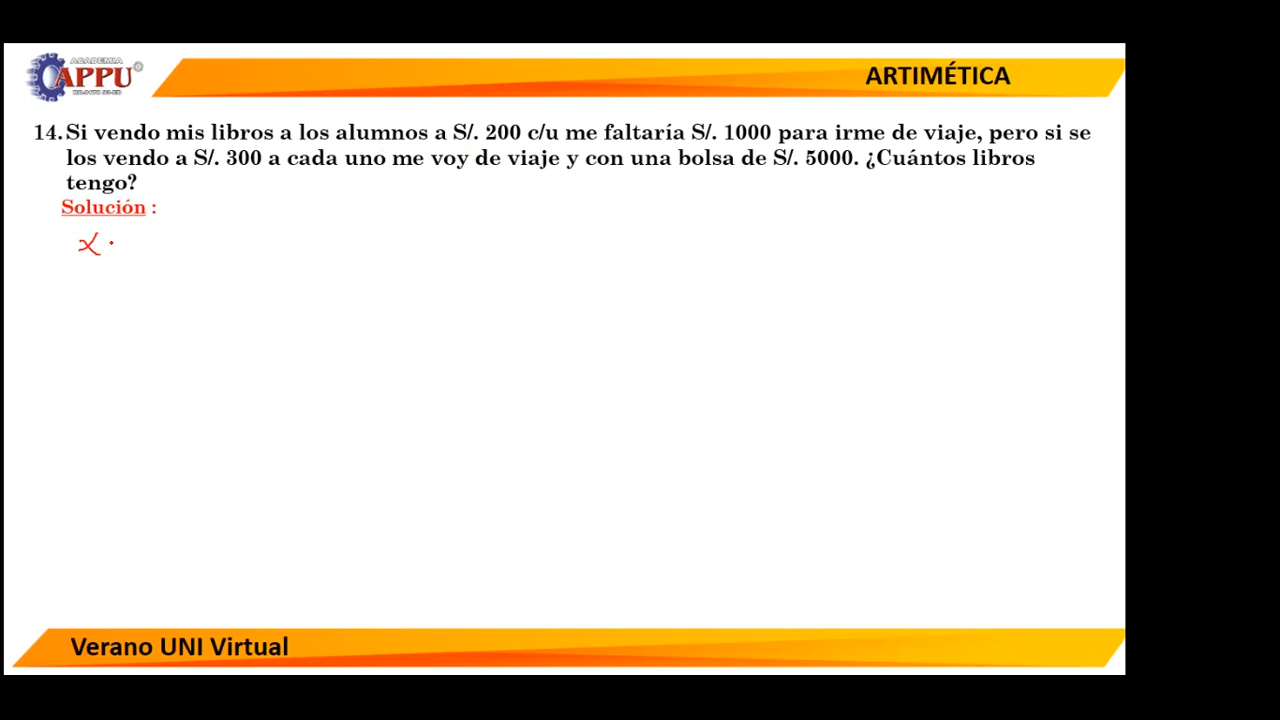 ACADEMIA
APPU
ARTIMÉTICA
14. Si vendo mis libros a los alumnos a S/. 200 c/u me faltaría S/. 1000 para irme de viaje, pero si se
los vendo a S/. 300 a cada uno me voy de viaje y con una bolsa de S/. 5000. ¿Cuántos libros
tengo?
Solución :
x ·
Verano UNI Virtual